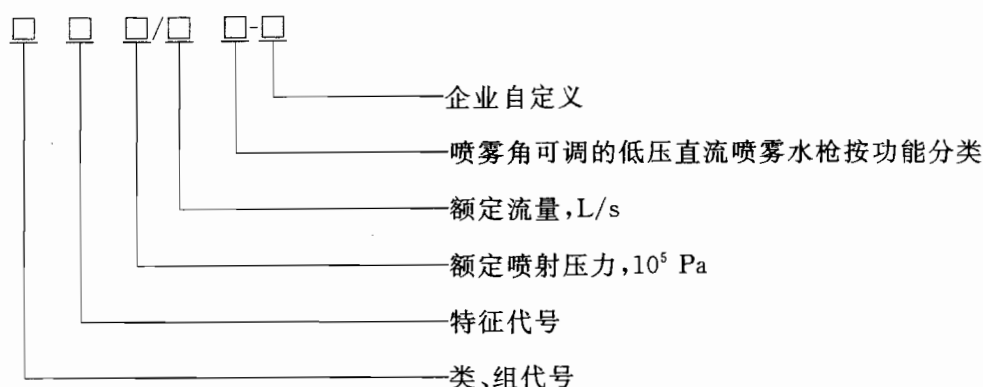 □ □ □/□ □-□
企业自定义
喷雾角可调的低压直流喷雾水枪按功能分类
额定流量,L/s
额定喷射压力,10⁵ Pa
特征代号
类、组代号